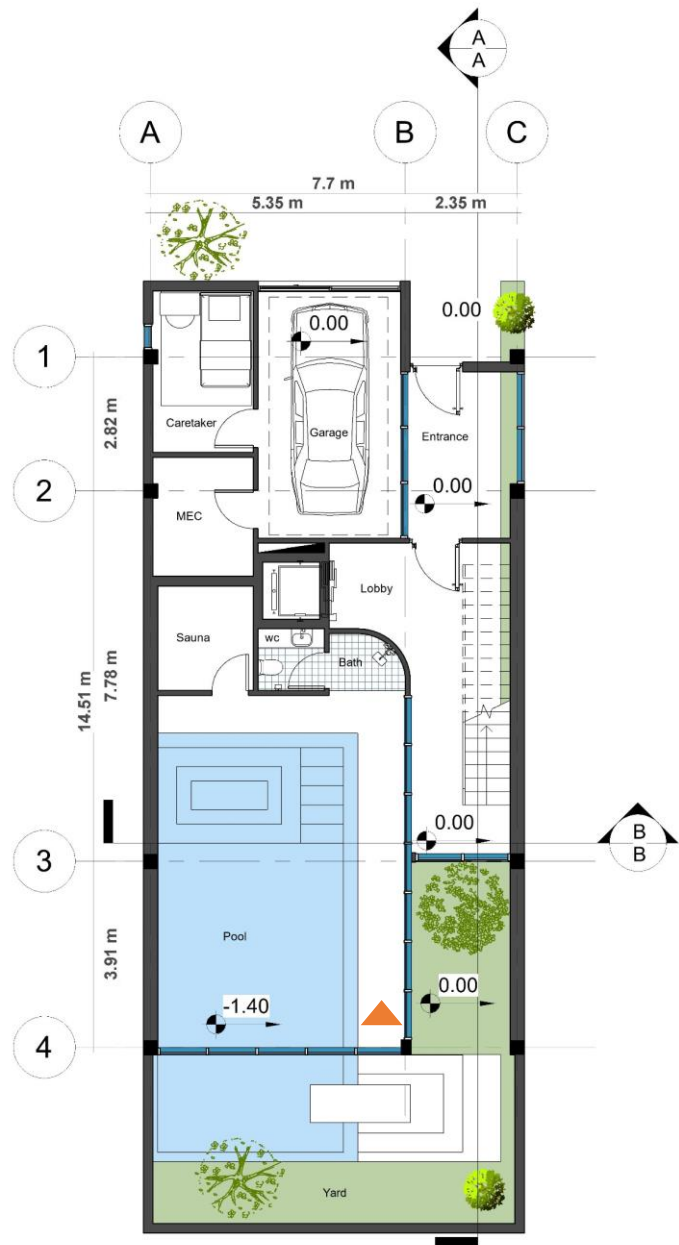 A
A
A
B
C
7.7 m
5.35 m
2.35 m
0.00
0.00
1
2.82 m
Caretaker
Garage
Entrance
2
0.00
MEC
Lobby
Sauna
wc
Bath
14.51 m
7.78 m
0.00
B
B
3
3.91 m
Pool
-1.40
0.00
4
Yard